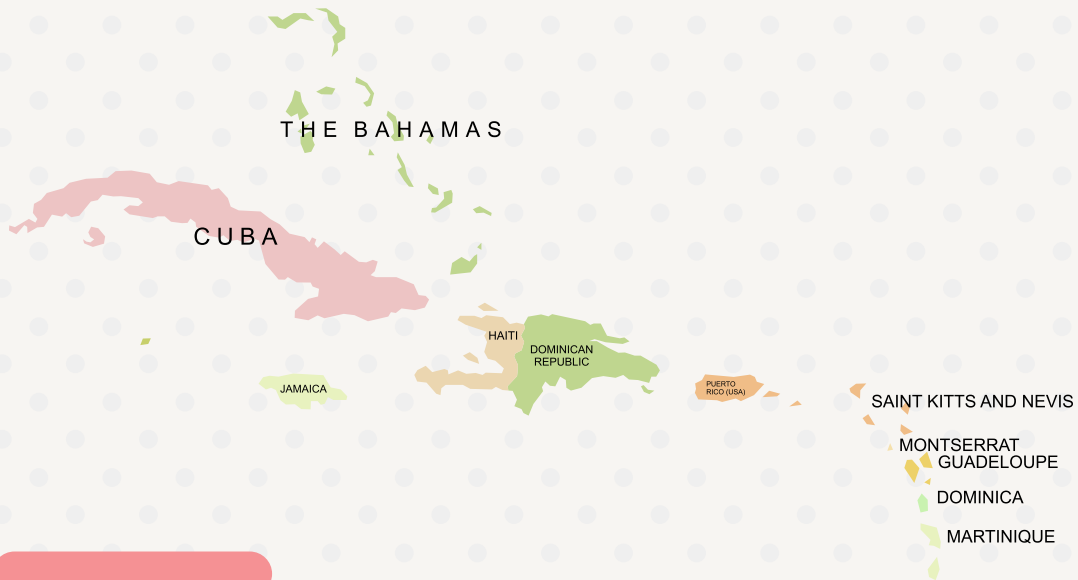 THE BAHAMAS
CUBA
HAITI
DOMINICAN
REPUBLIC
JAMAICA
PUERTO
RICO (USA)
SAINT KITTS AND NEVIS
MONTSERRAT
GUADELOUPE
DOMINICA
MARTINIQUE